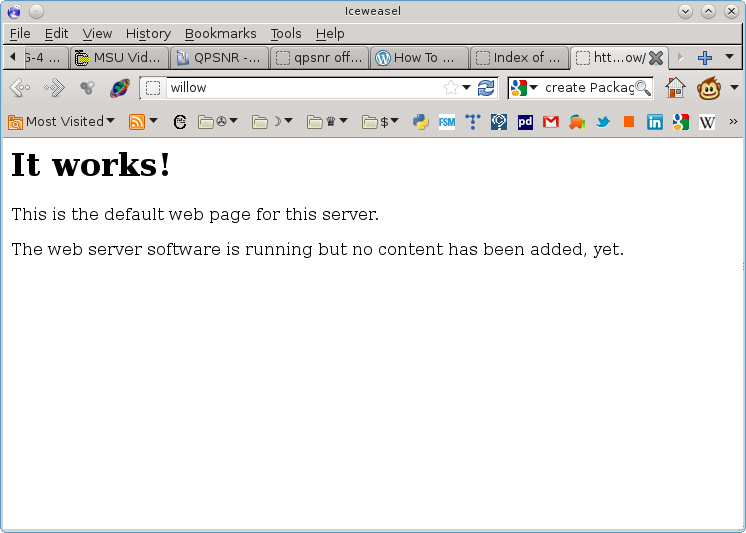 Iceweasel
File Edit View History Bookmarks Tools Help
G-4 ... MSU Vid... QPSNR -... qpsnr off... How To ... Index of ... htt...ow/
willow create Packag
Most Visited $ FSM pd in W »
It works!
This is the default web page for this server.
The web server software is running but no content has been added, yet.